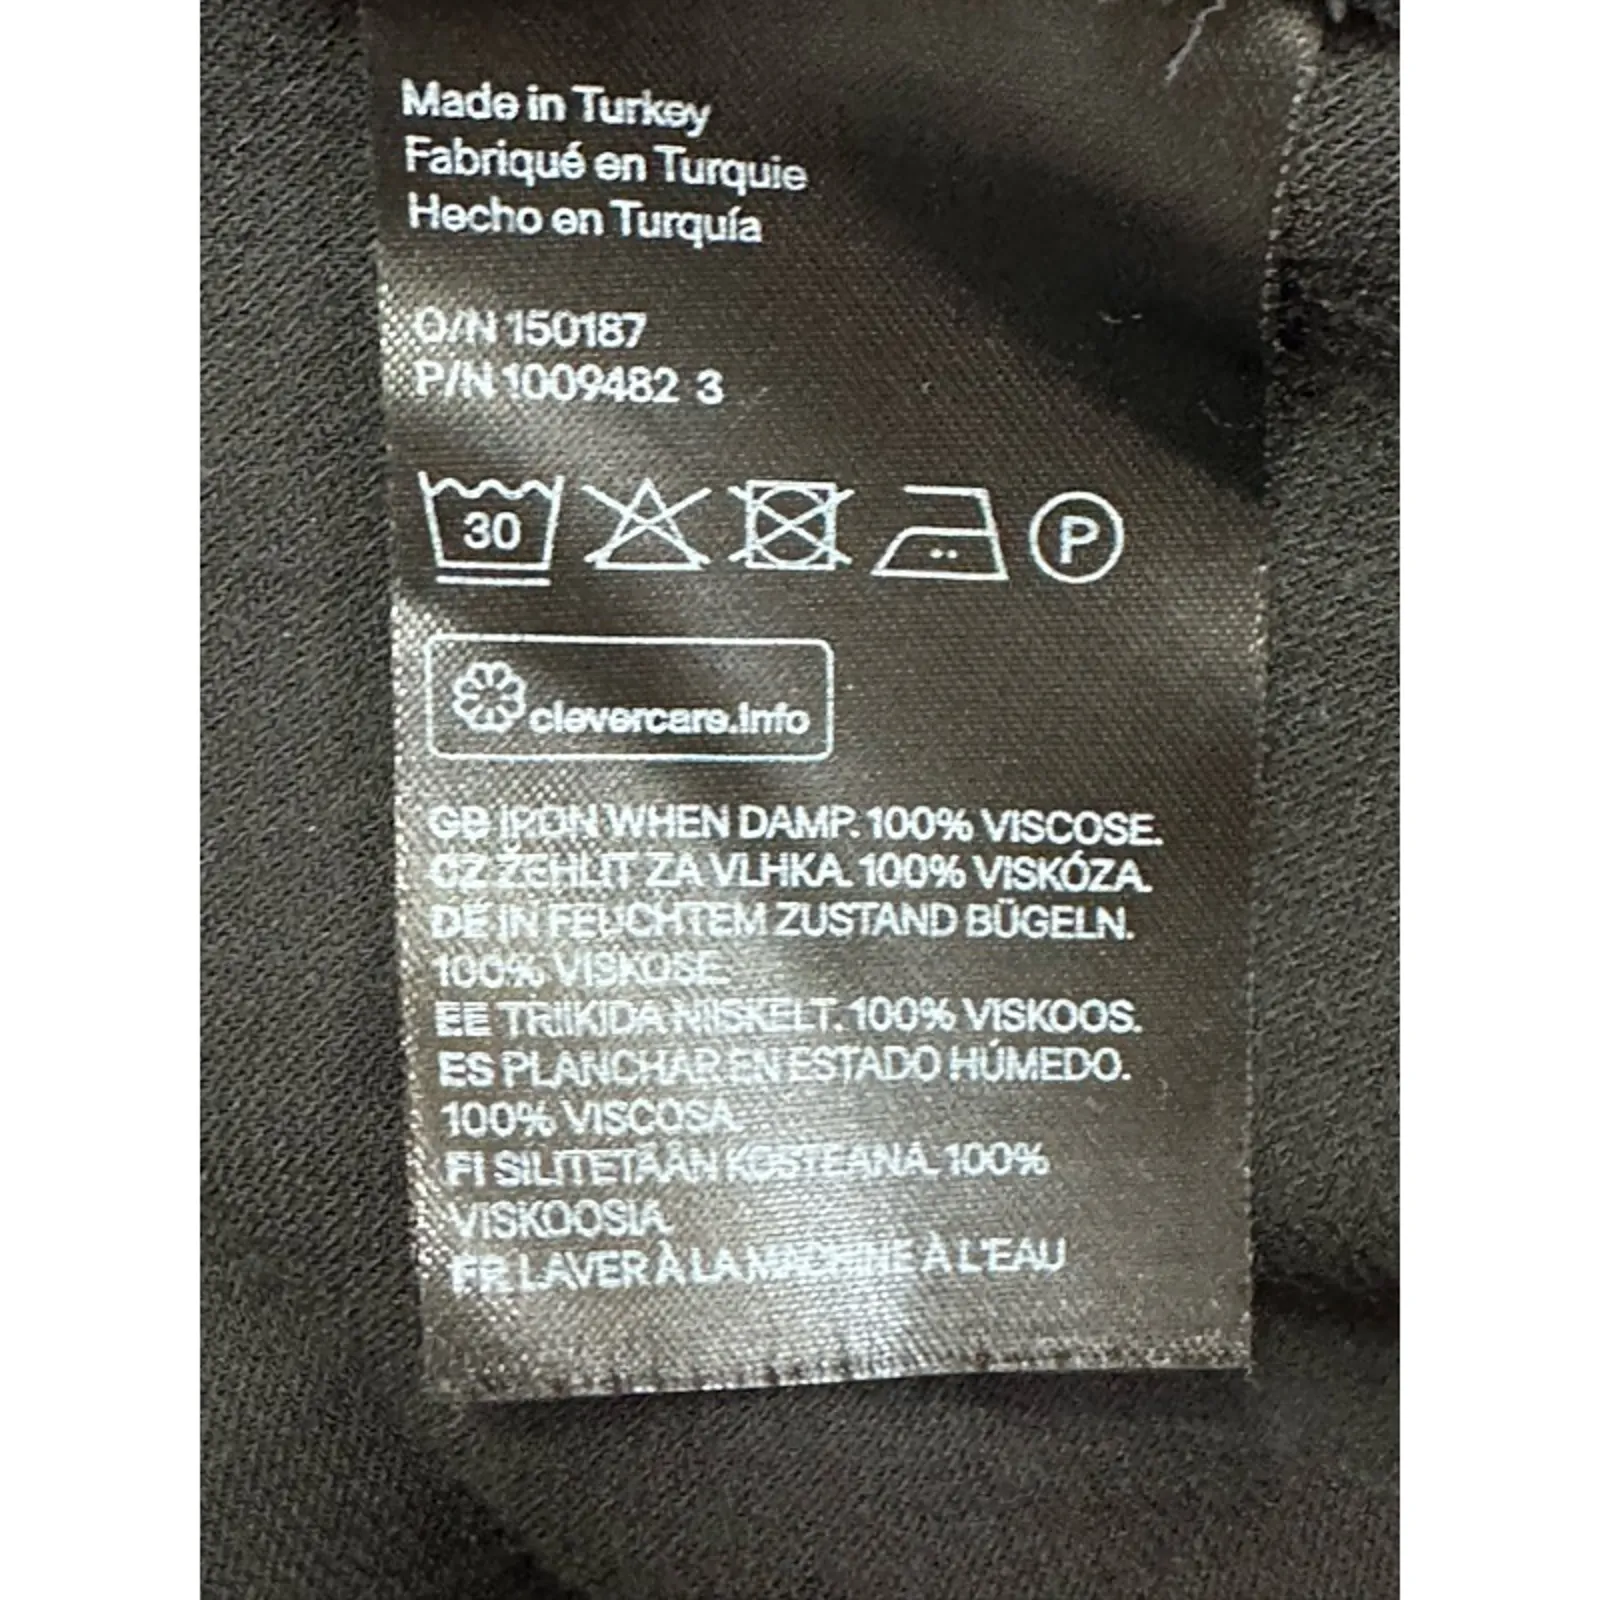 Made in Turkey
Fabriqué en Turquie
Hecho en Turquía
O/N 150187
P/N 1009482 3
30
P
clevercare.info
GB IRON WHEN DAMP. 100% VISCOSE.
CZ ŽEHLIT ZA VLHKA. 100% VISKÓZA.
DE IN FEUCHTEM ZUSTAND BÜGELN.
100% VISKOSE.
EE TRIIKIDA NIISKELT. 100% VISKOOS.
ES PLANCHAR EN ESTADO HÚMEDO.
100% VISCOSA.
FI SILITETÄÄN KOSTEANA. 100%
VISKOOSIA.
FR LAVER À LA MACHINE À L'EAU